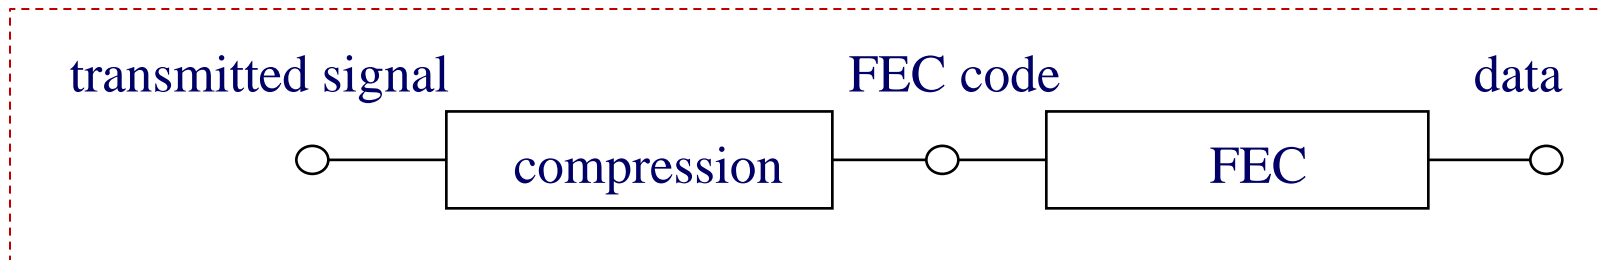 transmitted signal FEC code data
compression FEC